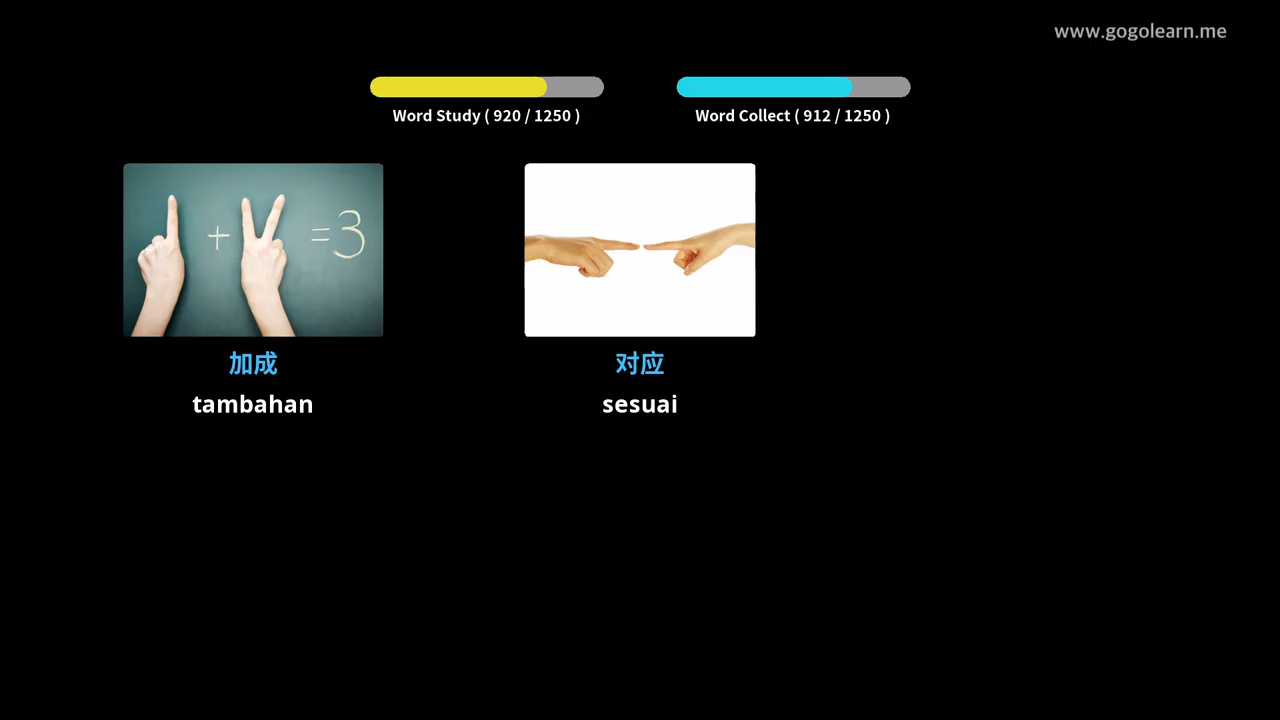 www.gogolearn.me
Word Study ( 920 / 1250 )
Word Collect ( 912 / 1250 )
+ =3
加成
tambahan
对应
sesuai